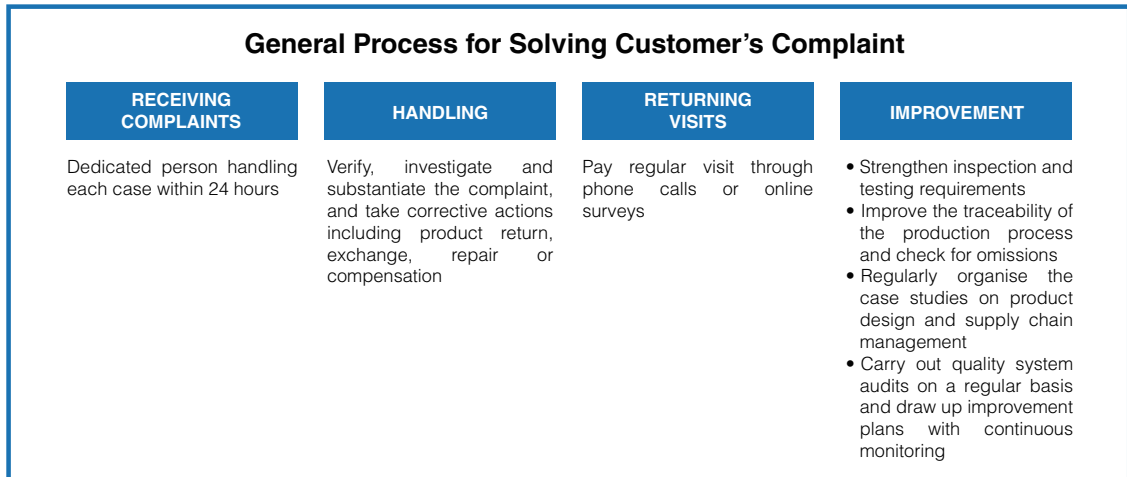 General Process for Solving Customer’s Complaint
RECEIVING
COMPLAINTS
Dedicated person handling
each case within 24 hours
HANDLING
Verify, investigate and
substantiate the complaint,
and take corrective actions
including product return,
exchange, repair or
compensation
RETURNING
VISITS
Pay regular visit through
phone calls or online
surveys
IMPROVEMENT
• Strengthen inspection and
testing requirements
• Improve the traceability of
the production process
and check for omissions
• Regularly organise the
case studies on product
design and supply chain
management
• Carry out quality system
audits on a regular basis
and draw up improvement
plans with continuous
monitoring